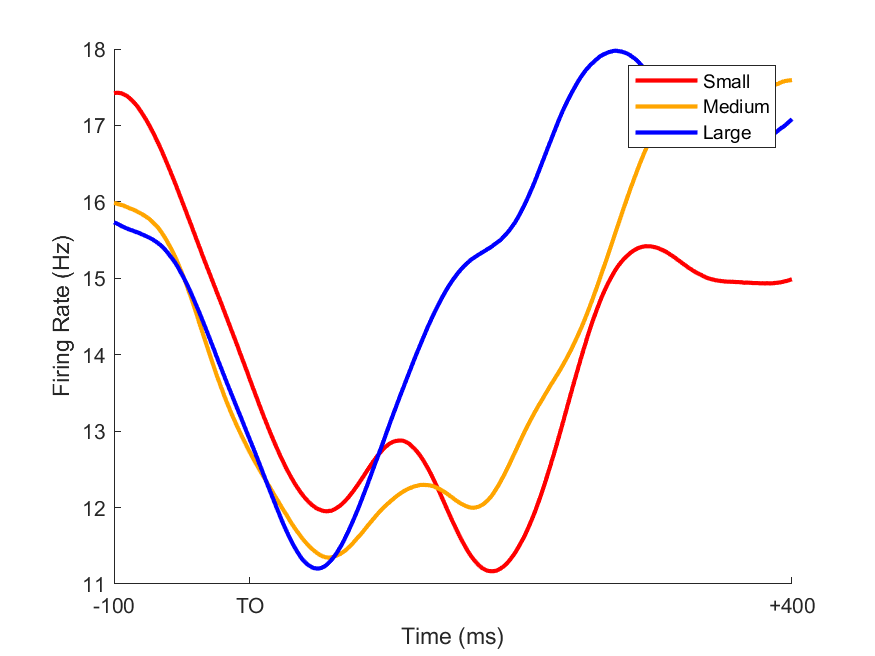 18
17
16
15
14
13
12
11
Firing Rate (Hz)
Small
Medium
Large
-100
TO
+400
Time (ms)